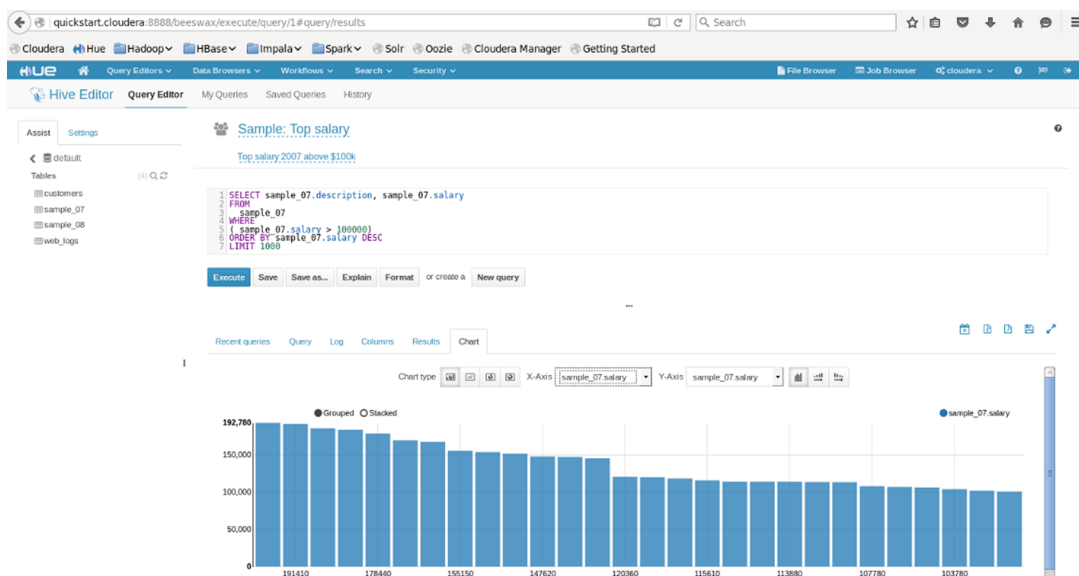 quickstart.cloudera:8888/beeswax/execute/query/1#query/results Search
Cloudera Hue Hadoop HBase Impala Spark Solr Oozie Cloudera Manager Getting Started
HUE Query Editors Data Browsers Workflows Search Security File Browser Job Browser cloudera
Hive Editor Query Editor My Queries Saved Queries History
Assist Settings
default
Tables (4)
customers
sample_07
sample_08
web_logs
Sample: Top salary
Top salary 2007 above $100k
1 SELECT sample_07.description, sample_07.salary
2 FROM
3 sample_07
4 WHERE
5 ( sample_07.salary > 100000)
6 ORDER BY sample_07.salary DESC
7 LIMIT 1000
Execute Save Save as... Explain Format or create a New query
Recent queries Query Log Columns Results Chart
Chart type X-Axis sample_07.salary Y-Axis sample_07.salary
Grouped Stacked sample_07.salary
192,780
150,000
100,000
50,000
0
191410 178440 155150 147620 120360 115610 113880 107780 103780